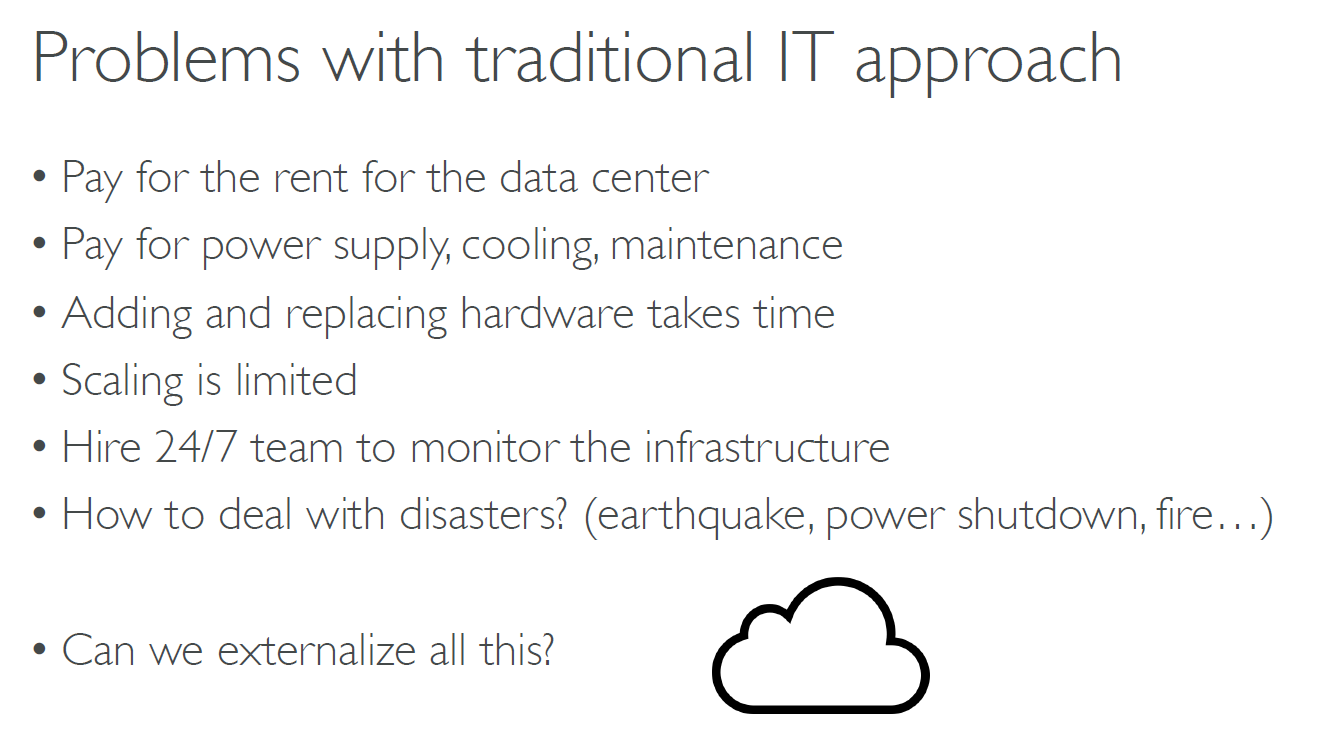 Problems with traditional IT approach
• Pay for the rent for the data center
• Pay for power supply, cooling, maintenance
• Adding and replacing hardware takes time
• Scaling is limited
• Hire 24/7 team to monitor the infrastructure
• How to deal with disasters? (earthquake, power shutdown, fire…)
• Can we externalize all this?